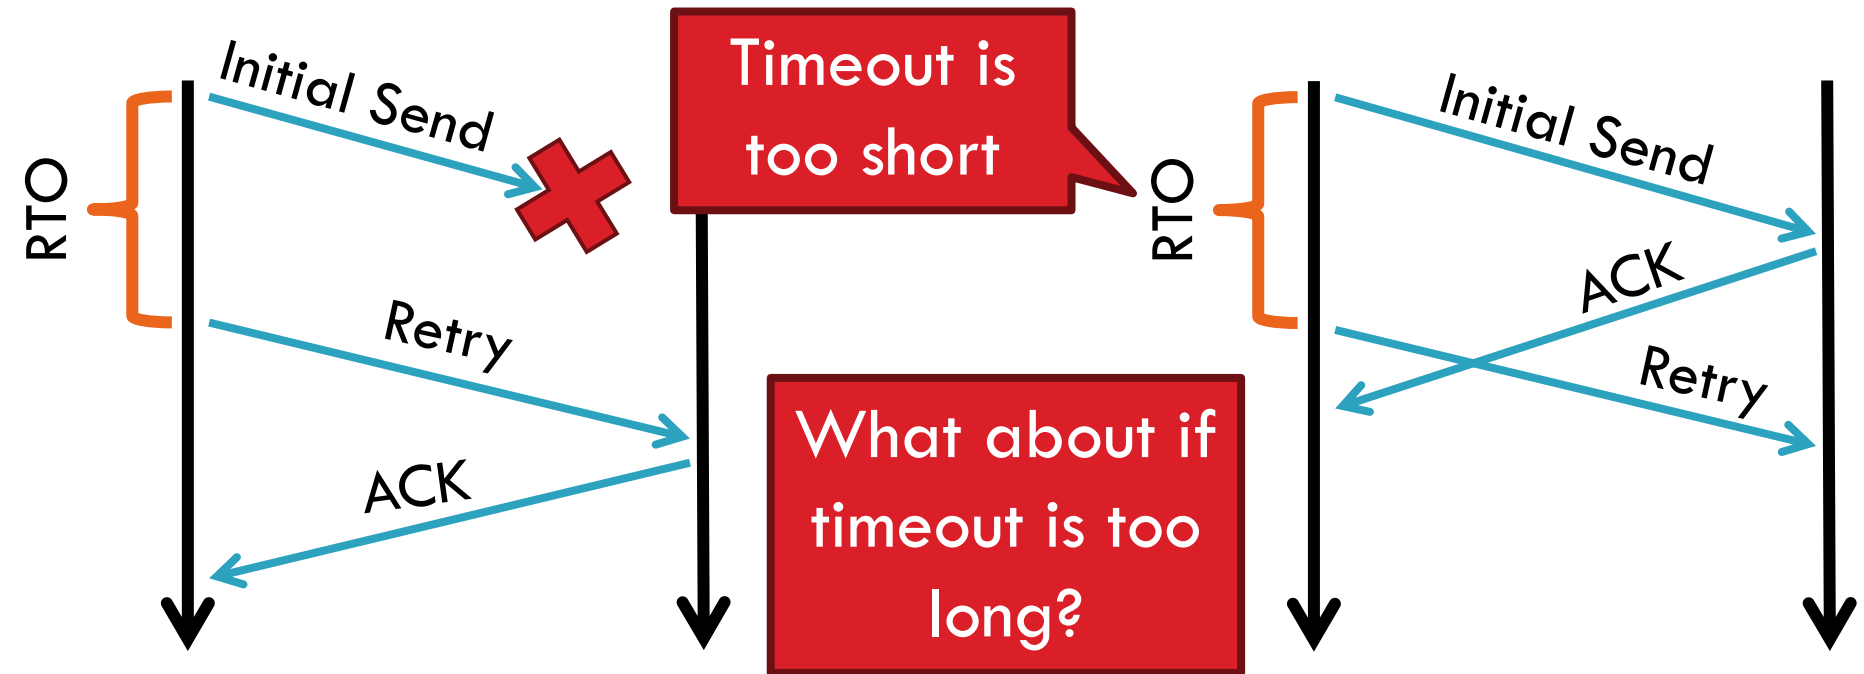 RTO
Initial Send
Retry
ACK
Timeout is
too short
What about if
timeout is too
long?
RTO
Initial Send
ACK
Retry